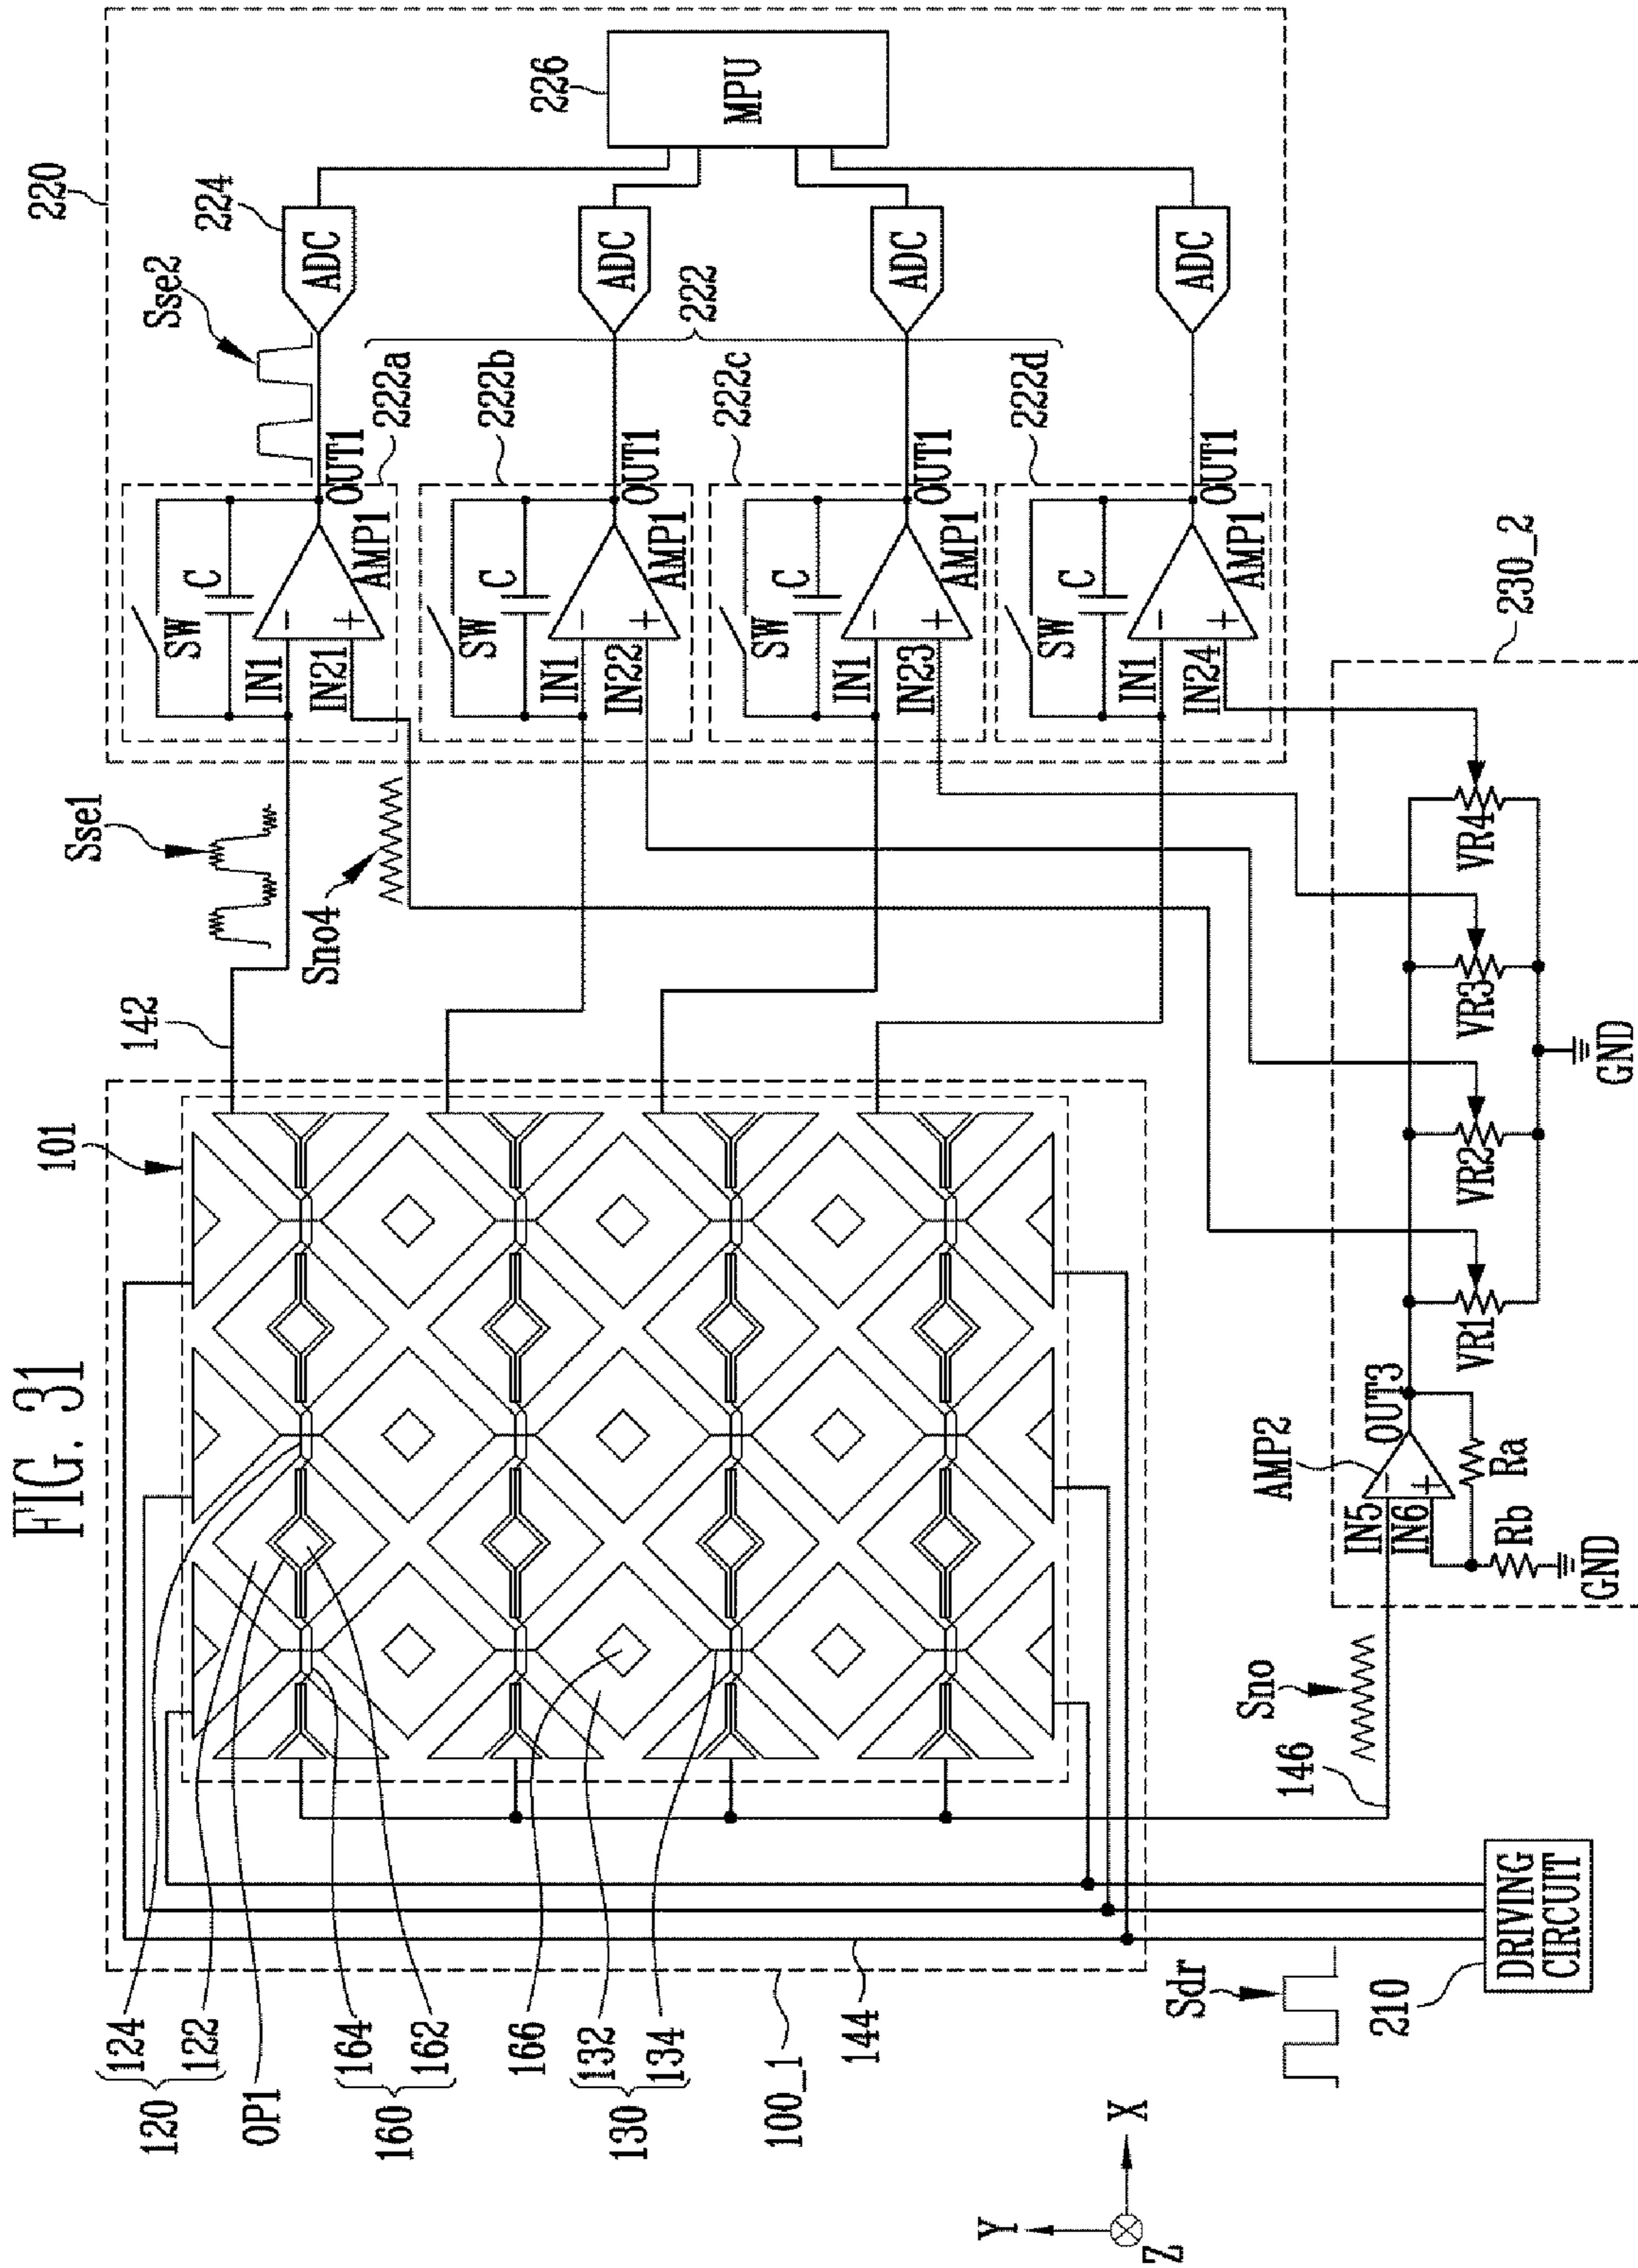 FIG. 31
220
226
MPU
224
ADC
ADC
ADC
ADC
Sse2
222
222a
222b
222c
222d
OUT1
OUT1
OUT1
OUT1
SW
C
AMP1
IN1
IN21
SW
C
AMP1
IN1
IN22
SW
C
AMP1
IN1
IN23
SW
C
AMP1
IN1
IN24
Sse1
Sno4
142
101
230_2
VR1
VR2
VR3
VR4
GND
AMP2
OUT3
IN5
IN6
Ra
Rb
GND
Sno
146
124
122
120
OP1
164
162
160
166
132
134
130
100_1
144
Sdr
210
DRIVING
CIRCUIT
Y
X
Z